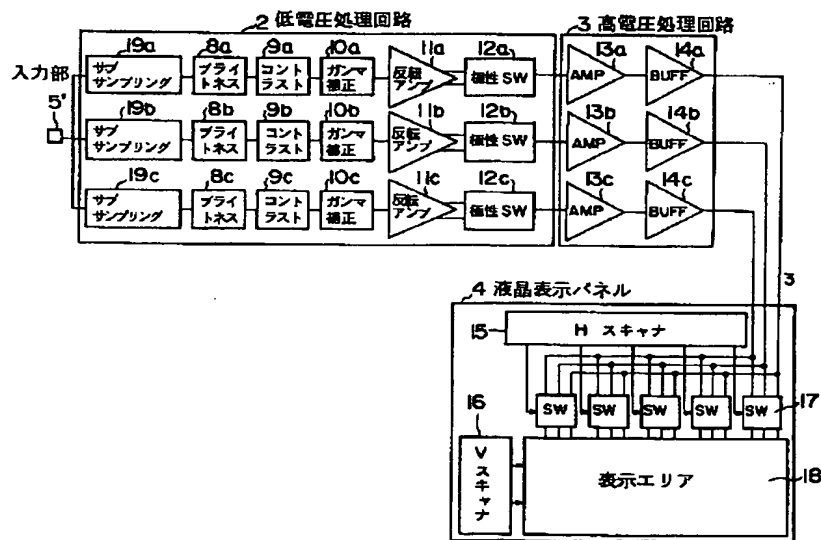 2 低電圧処理回路
3 高電圧処理回路
19a
8a
9a
10a
11a
12a
13a
14a
入力部
5'
サブ
サンプリング
ブライ
トネス
コント
ラスト
ガンマ
補正
反転
アンプ
極性 SW
AMP
BUFF
19b
8b
9b
10b
11b
12b
13b
14b
サブ
サンプリング
ブライ
トネス
コント
ラスト
ガンマ
補正
反転
アンプ
極性 SW
AMP
BUFF
19c
8c
9c
10c
11c
12c
13c
14c
サブ
サンプリング
ブライ
トネス
コント
ラスト
ガンマ
補正
反転
アンプ
極性 SW
AMP
BUFF
3
4 液晶表示パネル
15
H スキャナ
SW
SW
SW
SW
SW
17
16
V
スキャナ
表示エリア
18